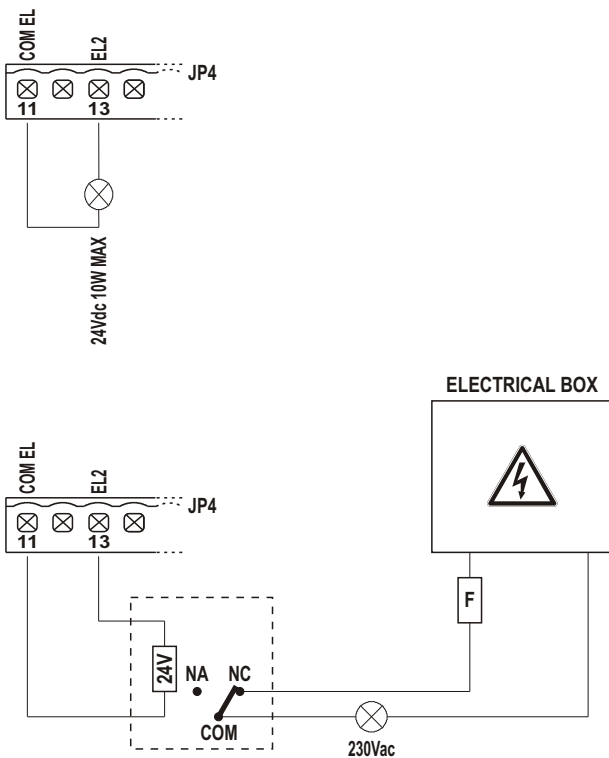 COM EL
EL2
JP4
11
13
24Vdc 10W MAX
ELECTRICAL BOX
COM EL
EL2
JP4
11
13
F
24V
NA
NC
COM
230Vac